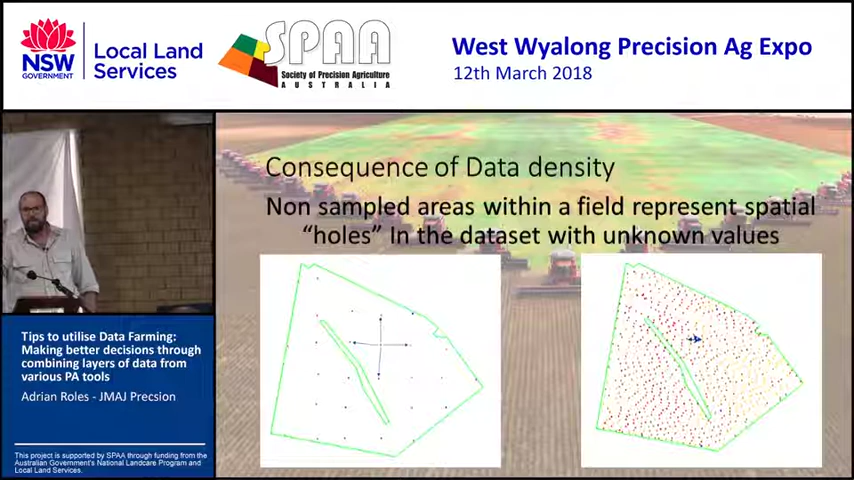 NSW
GOVERNMENT
Local Land
Services
SPAA
Society of Precision Agriculture
AUSTRALIA
West Wyalong Precision Ag Expo
12th March 2018
Consequence of Data density
Non sampled areas within a field represent spatial
“holes” In the dataset with unknown values
Tips to utilise Data Farming:
Making better decisions through
combining layers of data from
various PA tools
Adrian Roles - JMAJ Precsion
This project is supported by SPAA through funding from the
Australian Government's National Landcare Program and
Local Land Services.